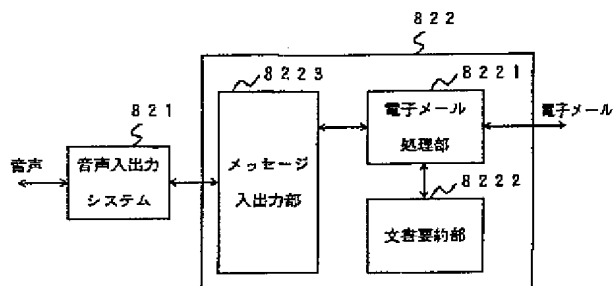 822
8223
8221
821
電子メール
処理部
電子メール
音声
音声入出力
システム
メッセージ
入出力部
8222
文書要約部